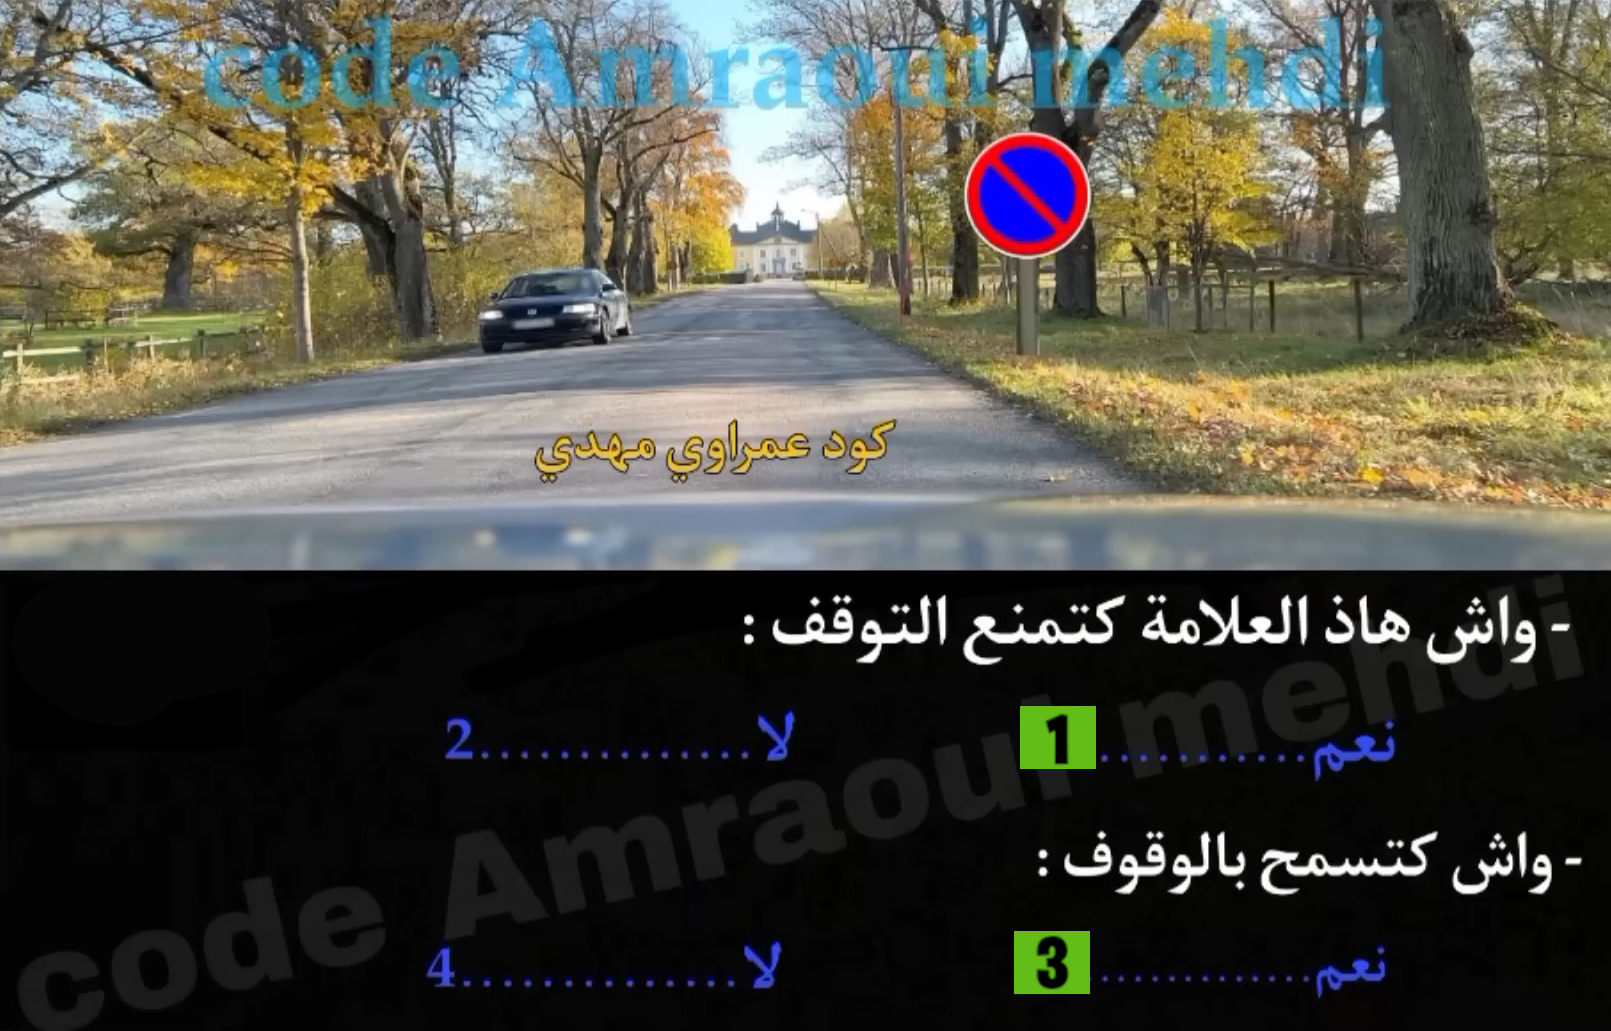 code Amraoui mehdi
كود عمراوي مهدي
- واش هاذ العلامة كتمنع التوقف :
نعم...........1 لا..............2
- واش كتسمح بالوقوف :
نعم............3 لا..............4
code Amraoui mehdi